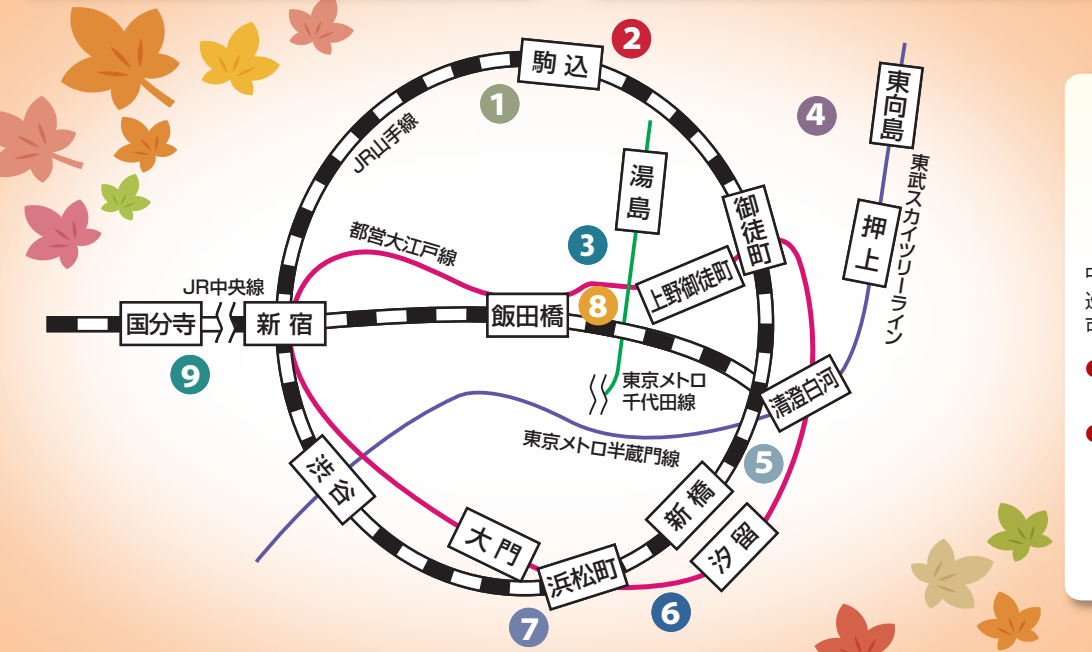 駒込
2
1
4
東向島
JR山手線
湯島
東武スカイツリーライン
御徒町
押上
都営大江戸線
3
上野御徒町
JR中央線
国分寺
新宿
飯田橋
8
9
東京メトロ
千代田線
清澄白河
東京メトロ半蔵門線
5
渋谷
新橋
大門
汐留
浜松町
7
6